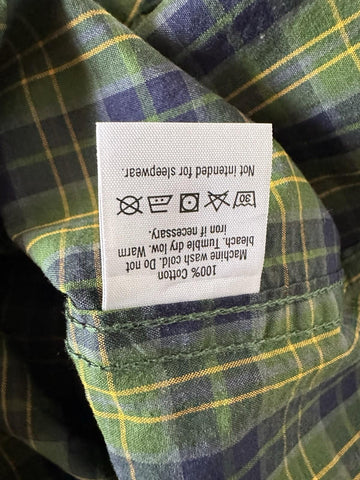 100% Cotton
Machine wash cold. Do not
bleach. Tumble dry low. Warm
iron if necessary.
30
Not intended for sleepwear.